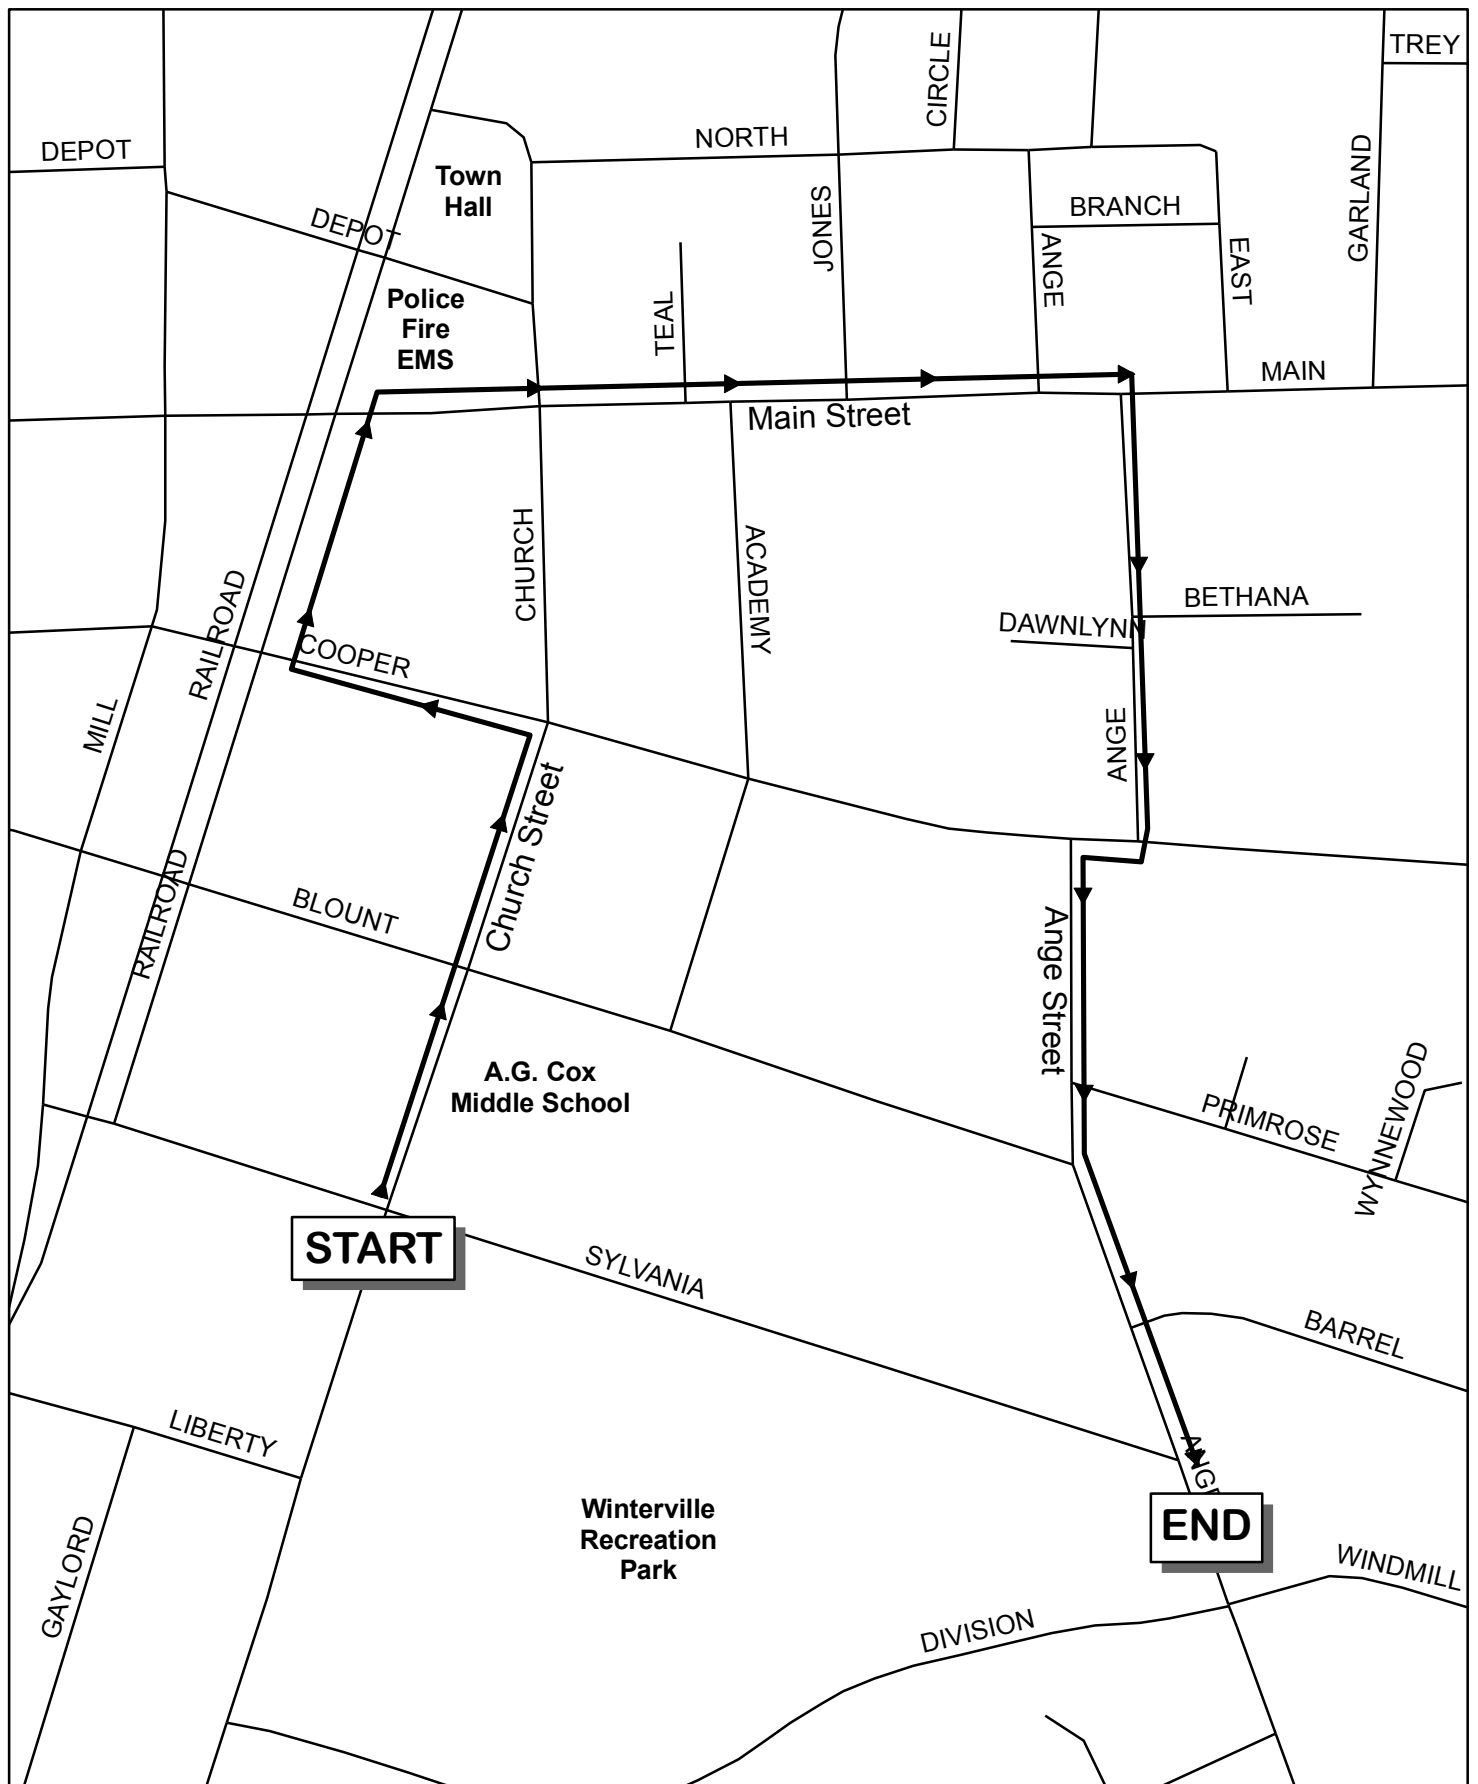 TREY
CIRCLE
NORTH
DEPOT
GARLAND
Town
Hall
JONES
BRANCH
DEPOT
ANGE
EAST
Police
Fire
EMS
TEAL
MAIN
Main Street
CHURCH
ACADEMY
RAILROAD
BETHANA
DAWNLYNN
COOPER
MILL
ANGE
Church Street
RAILROAD
BLOUNT
Ange Street
A.G. Cox
Middle School
WYNNEWOOD
PRIMROSE
START
SYLVANIA
BARREL
LIBERTY
ANGE
Winterville
Recreation
Park
END
GAYLORD
WINDMILL
DIVISION